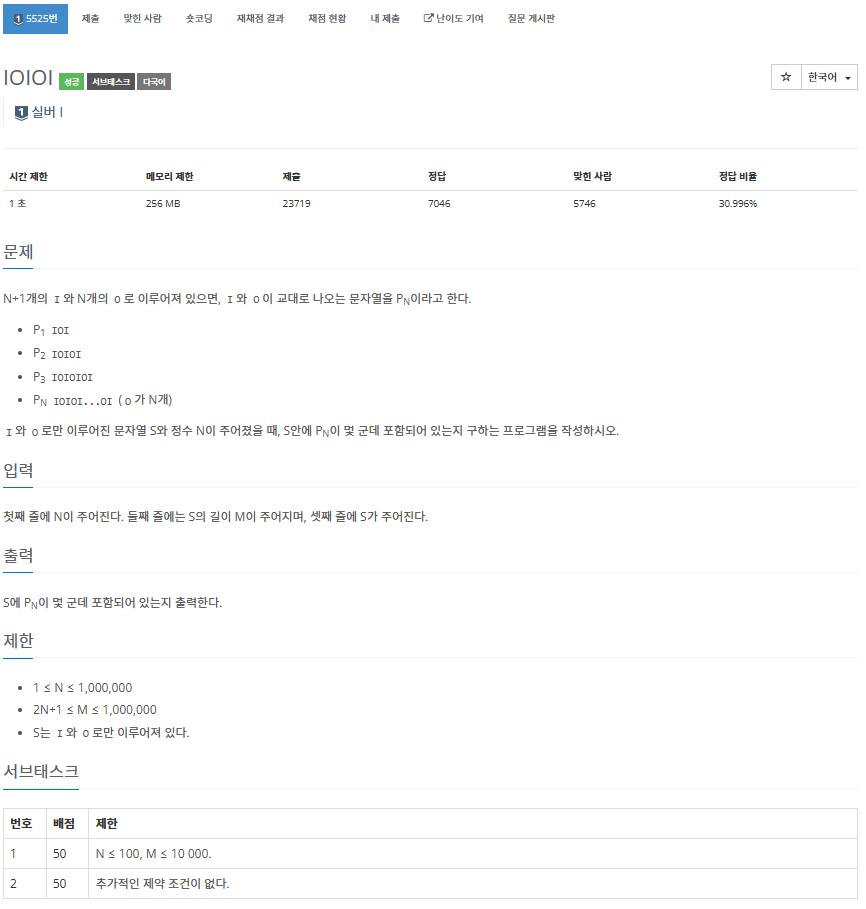 5525번 제출 맞힌 사람 숏코딩 재채점 결과 채점 현황 내 제출 난이도 기여 질문 게시판
IOIOI 성공 서브태스크 다국어 ☆ 한국어
1 실버 I
시간 제한 메모리 제한 제출 정답 맞힌 사람 정답 비율
1 초 256 MB 23719 7046 5746 30.996%
문제
N+1개의 I 와 N개의 O 로 이루어져 있으면, I 와 O 이 교대로 나오는 문자열을 PN이라고 한다.
• P1 IOI
• P2 IOIOI
• P3 IOIOIOI
• PN IOIOI...OI ( O 가 N개)
I 와 O 로만 이루어진 문자열 S와 정수 N이 주어졌을 때, S안에 PN이 몇 군데 포함되어 있는지 구하는 프로그램을 작성하시오.
입력
첫째 줄에 N이 주어진다. 둘째 줄에는 S의 길이 M이 주어지며, 셋째 줄에 S가 주어진다.
출력
S에 PN이 몇 군데 포함되어 있는지 출력한다.
제한
• 1 ≤ N ≤ 1,000,000
• 2N+1 ≤ M ≤ 1,000,000
• S는 I 와 O 로만 이루어져 있다.
서브태스크
번호 배점 제한
1 50 N ≤ 100, M ≤ 10 000.
2 50 추가적인 제약 조건이 없다.